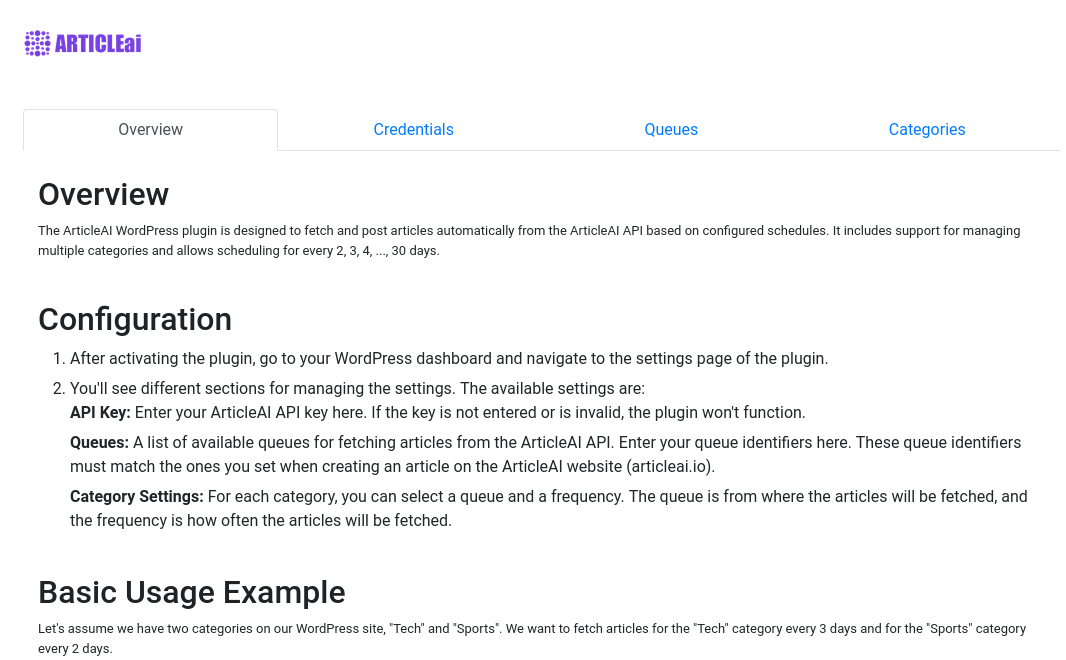 ARTICLEai
Overview
Credentials
Queues
Categories
Overview
The ArticleAI WordPress plugin is designed to fetch and post articles automatically from the ArticleAI API based on configured schedules. It includes support for managing
multiple categories and allows scheduling for every 2, 3, 4, ..., 30 days.
Configuration
1. After activating the plugin, go to your WordPress dashboard and navigate to the settings page of the plugin.
2. You'll see different sections for managing the settings. The available settings are:
API Key: Enter your ArticleAI API key here. If the key is not entered or is invalid, the plugin won't function.
Queues: A list of available queues for fetching articles from the ArticleAI API. Enter your queue identifiers here. These queue identifiers
must match the ones you set when creating an article on the ArticleAI website (articleai.io).
Category Settings: For each category, you can select a queue and a frequency. The queue is from where the articles will be fetched, and
the frequency is how often the articles will be fetched.
Basic Usage Example
Let's assume we have two categories on our WordPress site, "Tech" and "Sports". We want to fetch articles for the "Tech" category every 3 days and for the "Sports" category
every 2 days.